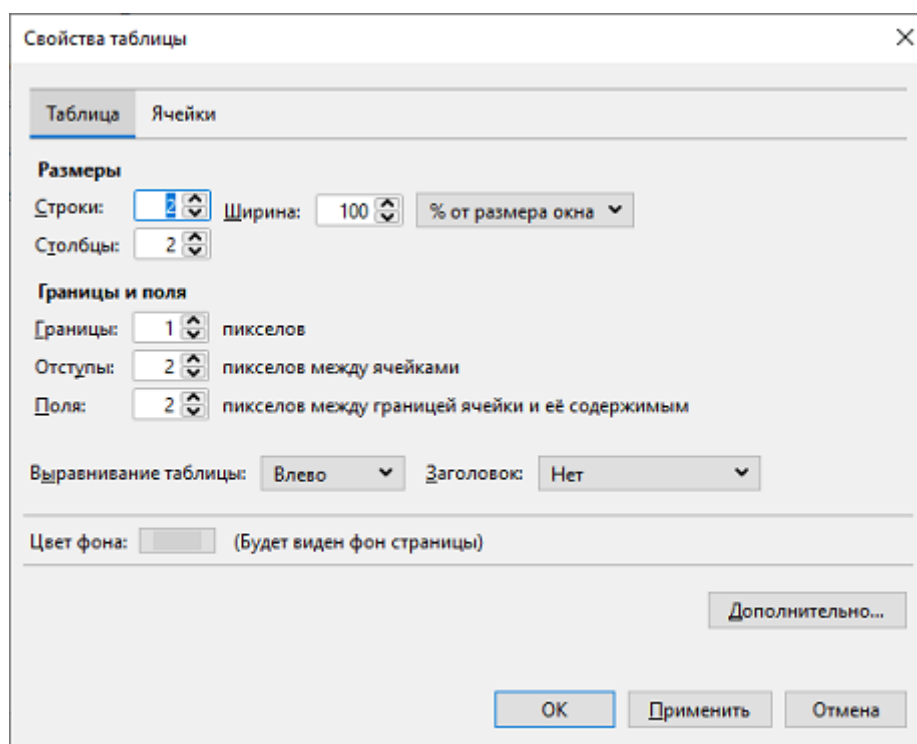 Свойства таблицы
Таблица Ячейки
Размеры
Строки: 2 Ширина: 100 % от размера окна
Столбцы: 2
Границы и поля
Границы: 1 пикселов
Отступы: 2 пикселов между ячейками
Поля: 2 пикселов между границей ячейки и её содержимым
Выравнивание таблицы: Влево Заголовок: Нет
Цвет фона: (Будет виден фон страницы)
Дополнительно...
OK Применить Отмена